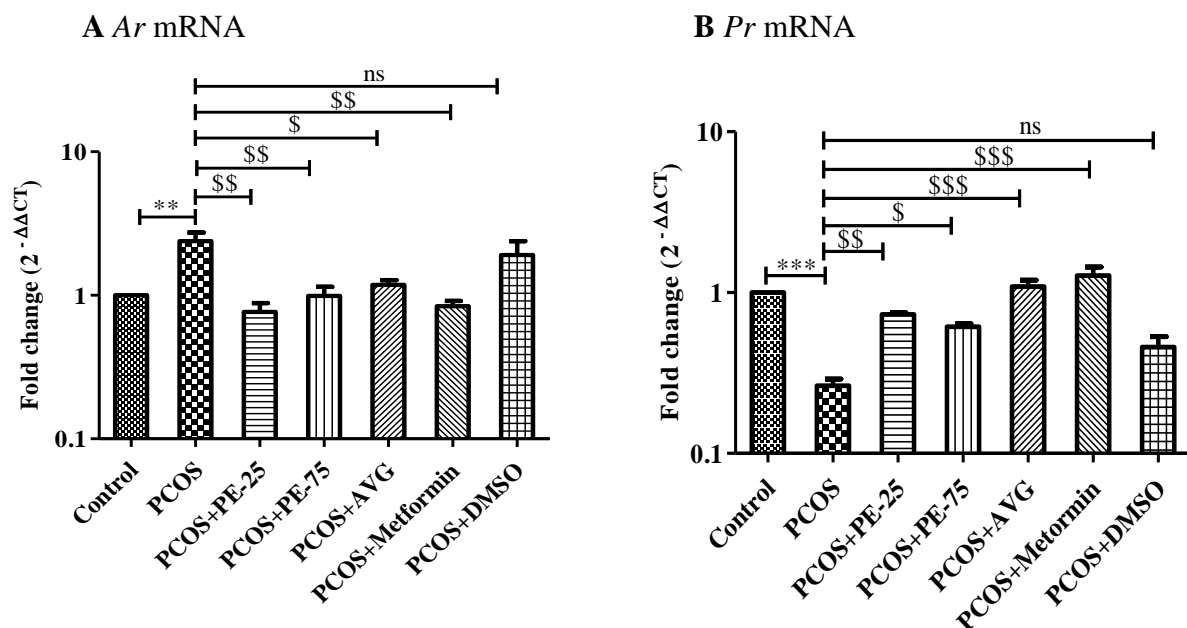 A Ar mRNA
ns
$$
$
$$
$$
**
10
1
0.1
Fold change (2^-ΔΔCT)
Control
PCOS
PCOS+PE-25
PCOS+PE-75
PCOS+AVG
PCOS+Metformin
PCOS+DMSO
B Pr mRNA
ns
$$$
$$$
$
$$
***
10
1
0.1
Fold change (2^-ΔΔCT)
Control
PCOS
PCOS+PE-25
PCOS+PE-75
PCOS+AVG
PCOS+Metormin
PCOS+DMSO